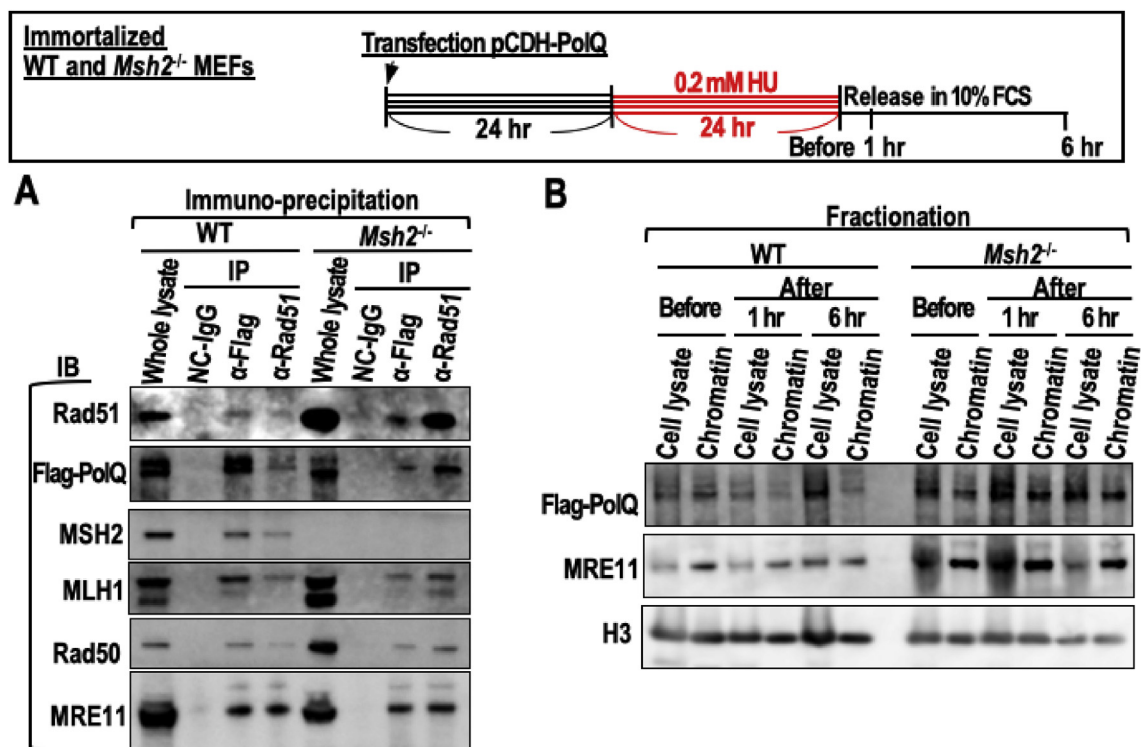 Immortalized
WT and Msh2-/- MEFs
Transfection pCDH-PolQ
0.2 mM HU
Release in 10% FCS
24 hr
24 hr
Before 1 hr
6 hr
A
Immuno-precipitation
WT
Msh2-/-
IP
IP
Whole lysate
NC-IgG
α-Flag
α-Rad51
Whole lysate
NC-IgG
α-Flag
α-Rad51
IB
Rad51
Flag-PolQ
MSH2
MLH1
Rad50
MRE11
B
Fractionation
WT
Msh2-/-
After
After
Before
1 hr
6 hr
Before
1 hr
6 hr
Cell lysate
Chromatin
Cell lysate
Chromatin
Cell lysate
Chromatin
Cell lysate
Chromatin
Cell lysate
Chromatin
Cell lysate
Chromatin
Flag-PolQ
MRE11
H3